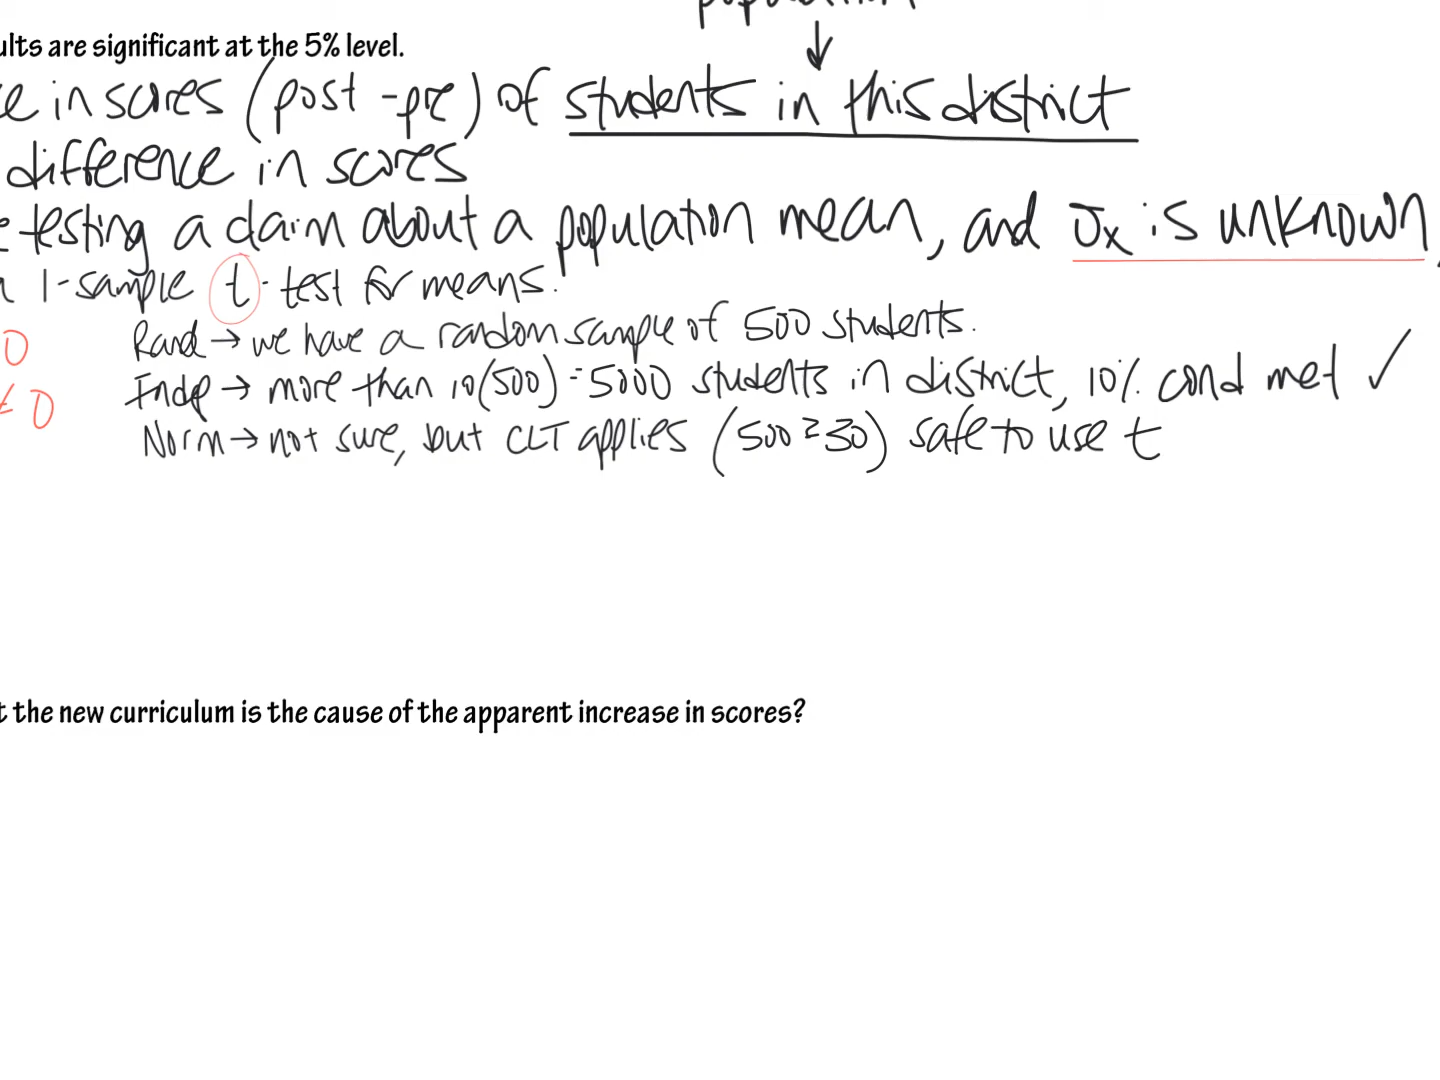 population
ults are significant at the 5% level.
e in scores (post - pre) of students in this district
difference in scores
e testing a claim about a population mean, and σx is unknown,
1-sample t-test for means.
0 Rand → we have a random sample of 500 students.
≠ 0 Indep → more than 10(500) = 5000 students in district, 10% cond met ✓
Norm → not sure, but CLT applies (500 ≥ 30) safe to use t
t the new curriculum is the cause of the apparent increase in scores?